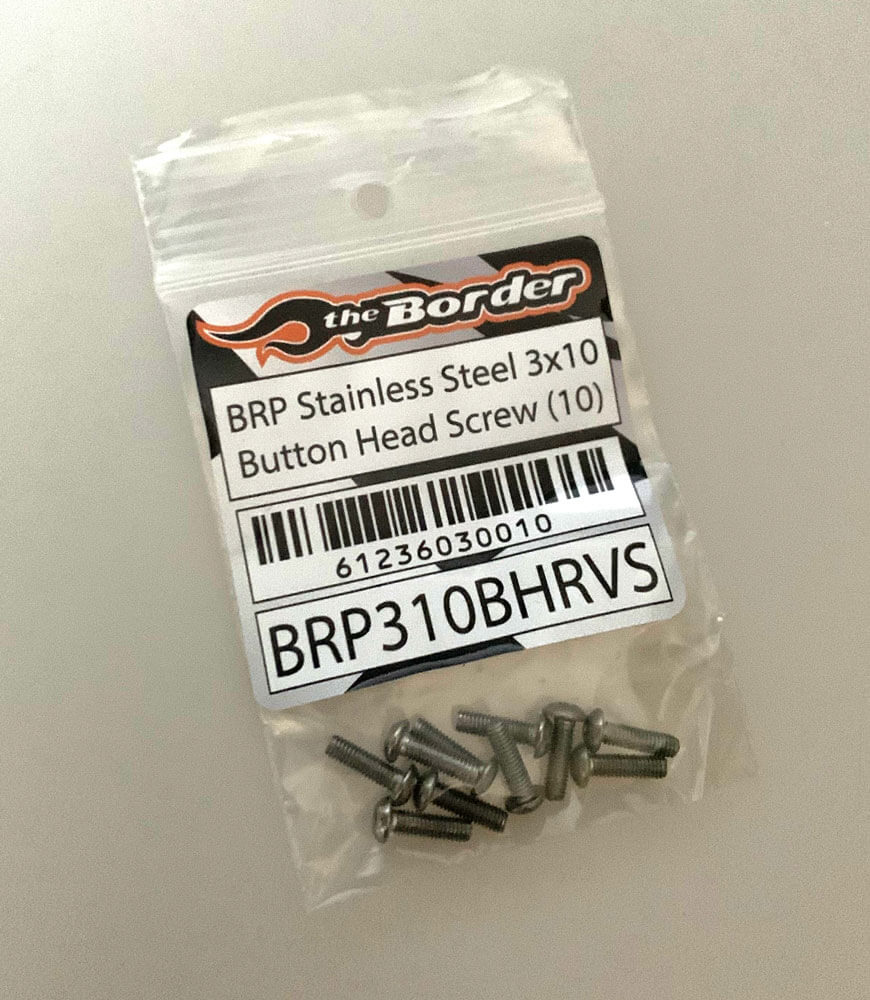 the Border
BRP Stainless Steel 3x10
Button Head Screw (10)
61236030010
BRP310BHRVS